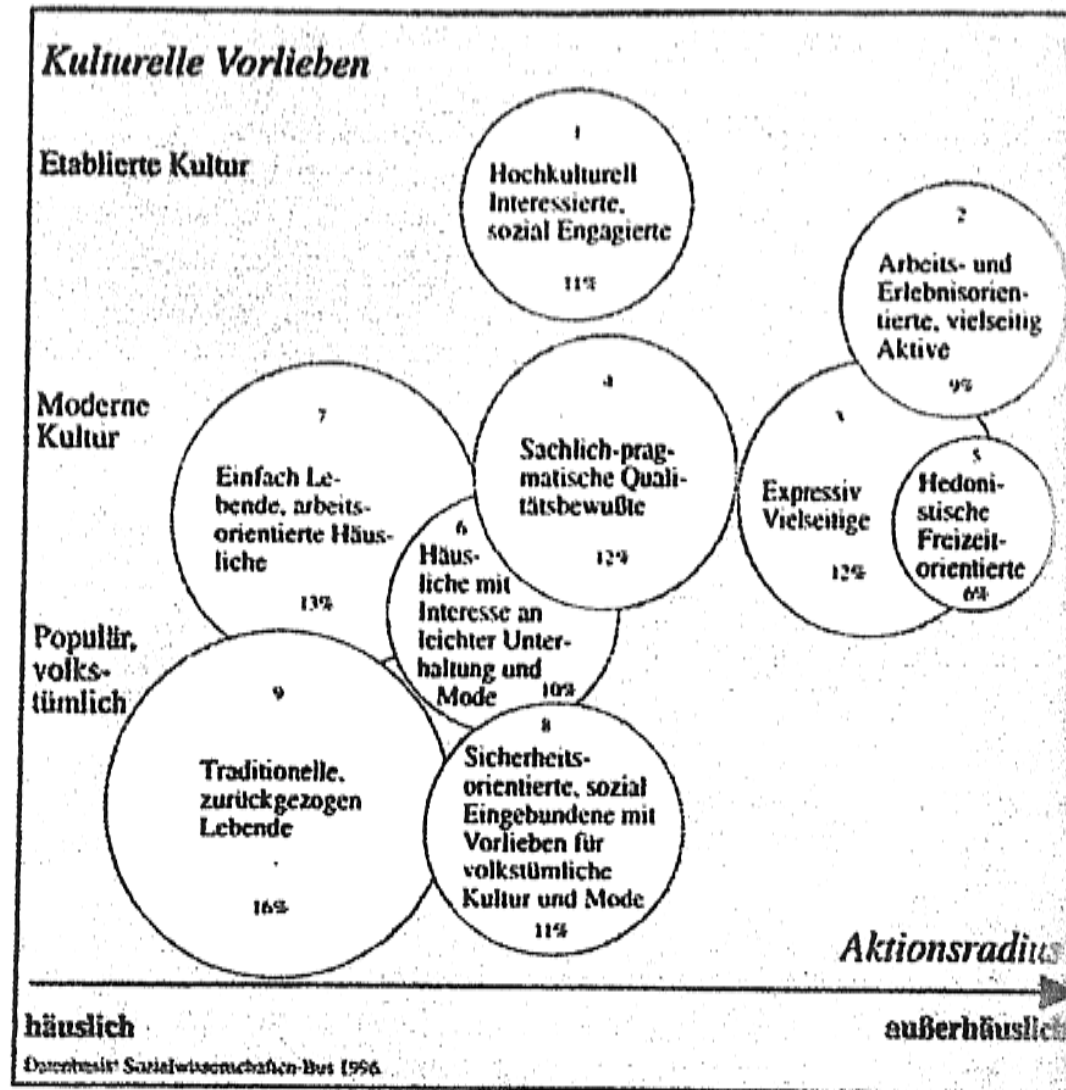 Kulturelle Vorlieben
Etablierte Kultur
1
Hochkulturell
Interessierte,
sozial Engagierte
11%
2
Arbeits- und
Erlebnisorien-
tierte, vielseitig
Aktive
9%
Moderne
Kultur
7
Einfach Le-
bende, arbeits-
orientierte Häus-
liche
13%
4
Sachlich-prag-
matische Quali-
tätsbewußte
12%
3
Expressiv
Vielseitige
12%
5
Hedoni-
stische
Freizeit-
orientierte
6%
6
Häus-
liche mit
Interesse an
leichter Unter-
haltung und
Mode
10%
Populär,
volks-
tümlich
9
Traditionelle,
zurückgezogen
Lebende
16%
8
Sicherheits-
orientierte, sozial
Eingebundene mit
Vorlieben für
volkstümliche
Kultur und Mode
11%
Aktionsradius
häuslich
außerhäuslich
Datenbasis: Sozialwissenschaften-Bus 1996